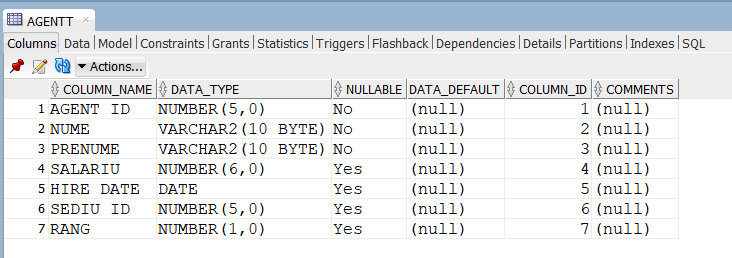 AGENTT ×
Columns Data Model Constraints Grants Statistics Triggers Flashback Dependencies Details Partitions Indexes SQL
Actions...
COLUMN_NAME DATA_TYPE NULLABLE DATA_DEFAULT COLUMN_ID COMMENTS
1 AGENT ID NUMBER(5,0) No (null) 1 (null)
2 NUME VARCHAR2(10 BYTE) No (null) 2 (null)
3 PRENUME VARCHAR2(10 BYTE) No (null) 3 (null)
4 SALARIU NUMBER(6,0) Yes (null) 4 (null)
5 HIRE DATE DATE Yes (null) 5 (null)
6 SEDIU ID NUMBER(5,0) Yes (null) 6 (null)
7 RANG NUMBER(1,0) Yes (null) 7 (null)